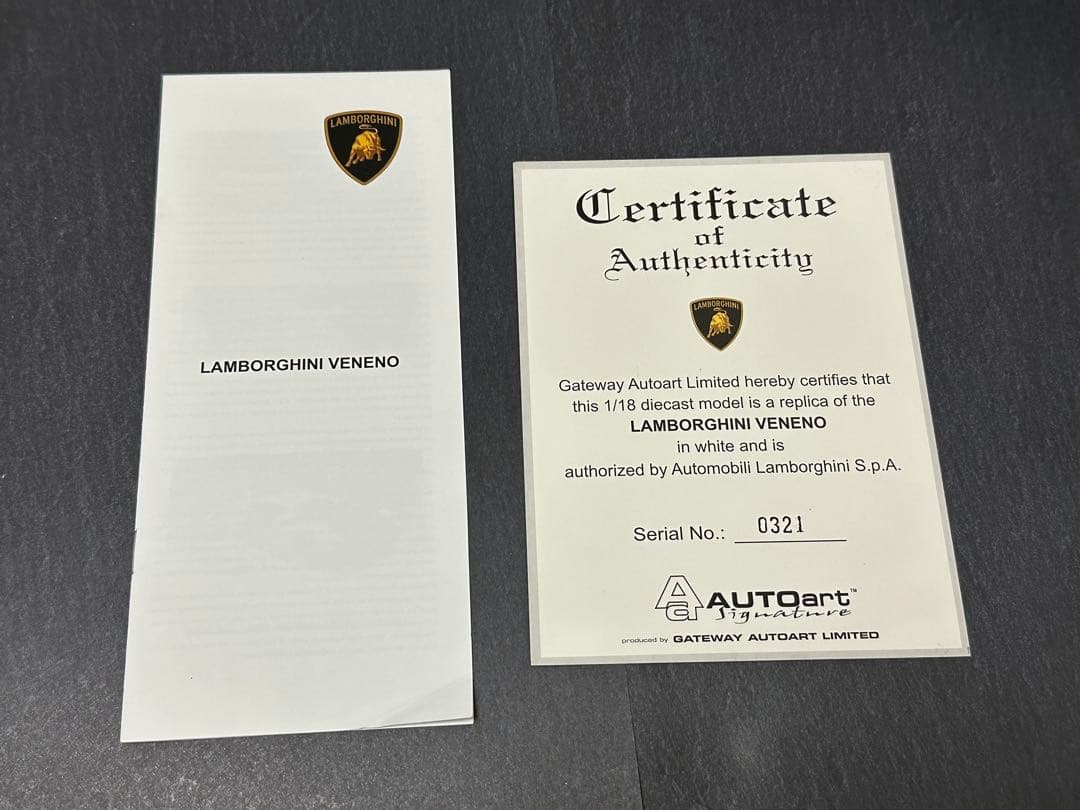 LAMBORGHINI
LAMBORGHINI VENENO
Certificate
of
Authenticity
LAMBORGHINI
Gateway Autoart Limited hereby certifies that
this 1/18 diecast model is a replica of the
LAMBORGHINI VENENO
in white and is
authorized by Automobili Lamborghini S.p.A.
Serial No.: 0321
Aa AUTOart™
Signature
produced by GATEWAY AUTOART LIMITED